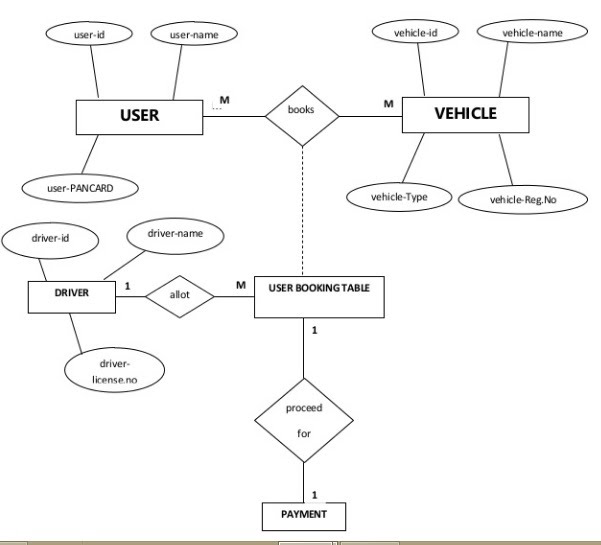 user-id
user-name
vehicle-id
vehicle-name
M
M
USER
books
VEHICLE
user-PANCARD
vehicle-Type
vehicle-Reg.No
driver-id
driver-name
DRIVER
1
allot
M
USER BOOKING TABLE
1
driver-
license.no
proceed
for
1
PAYMENT